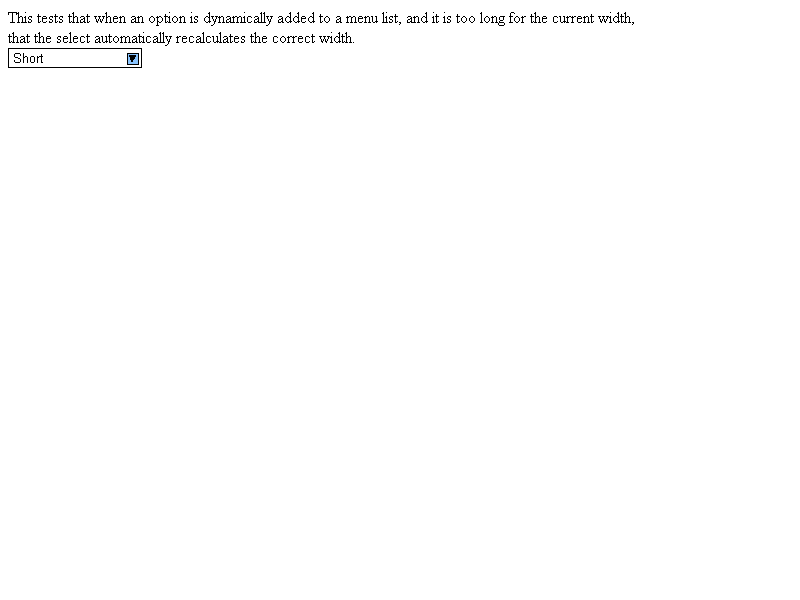 This tests that when an option is dynamically added to a menu list, and it is too long for the current width,
that the select automatically recalculates the correct width.
Short